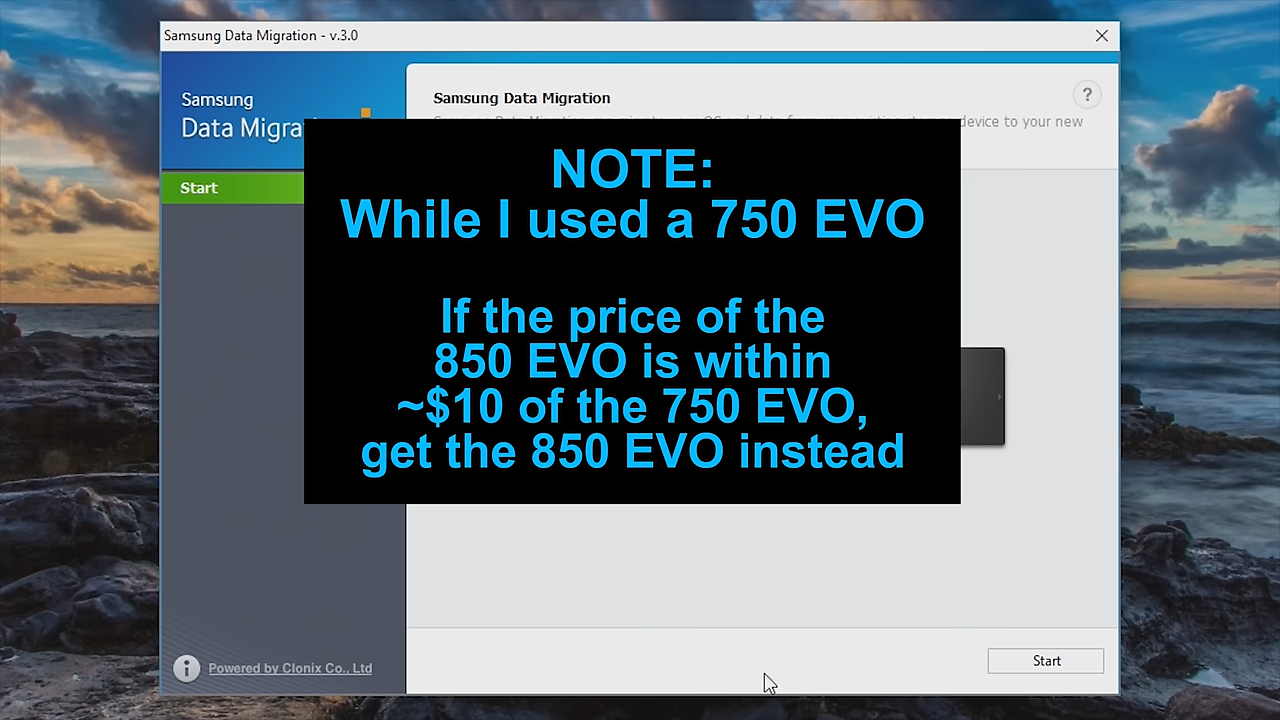 Samsung Data Migration - v.3.0
Samsung
Data Migra
Samsung Data Migration
?
device to your new
Start
NOTE:
While I used a 750 EVO
If the price of the
850 EVO is within
~$10 of the 750 EVO,
get the 850 EVO instead
Powered by Clonix Co., Ltd
Start